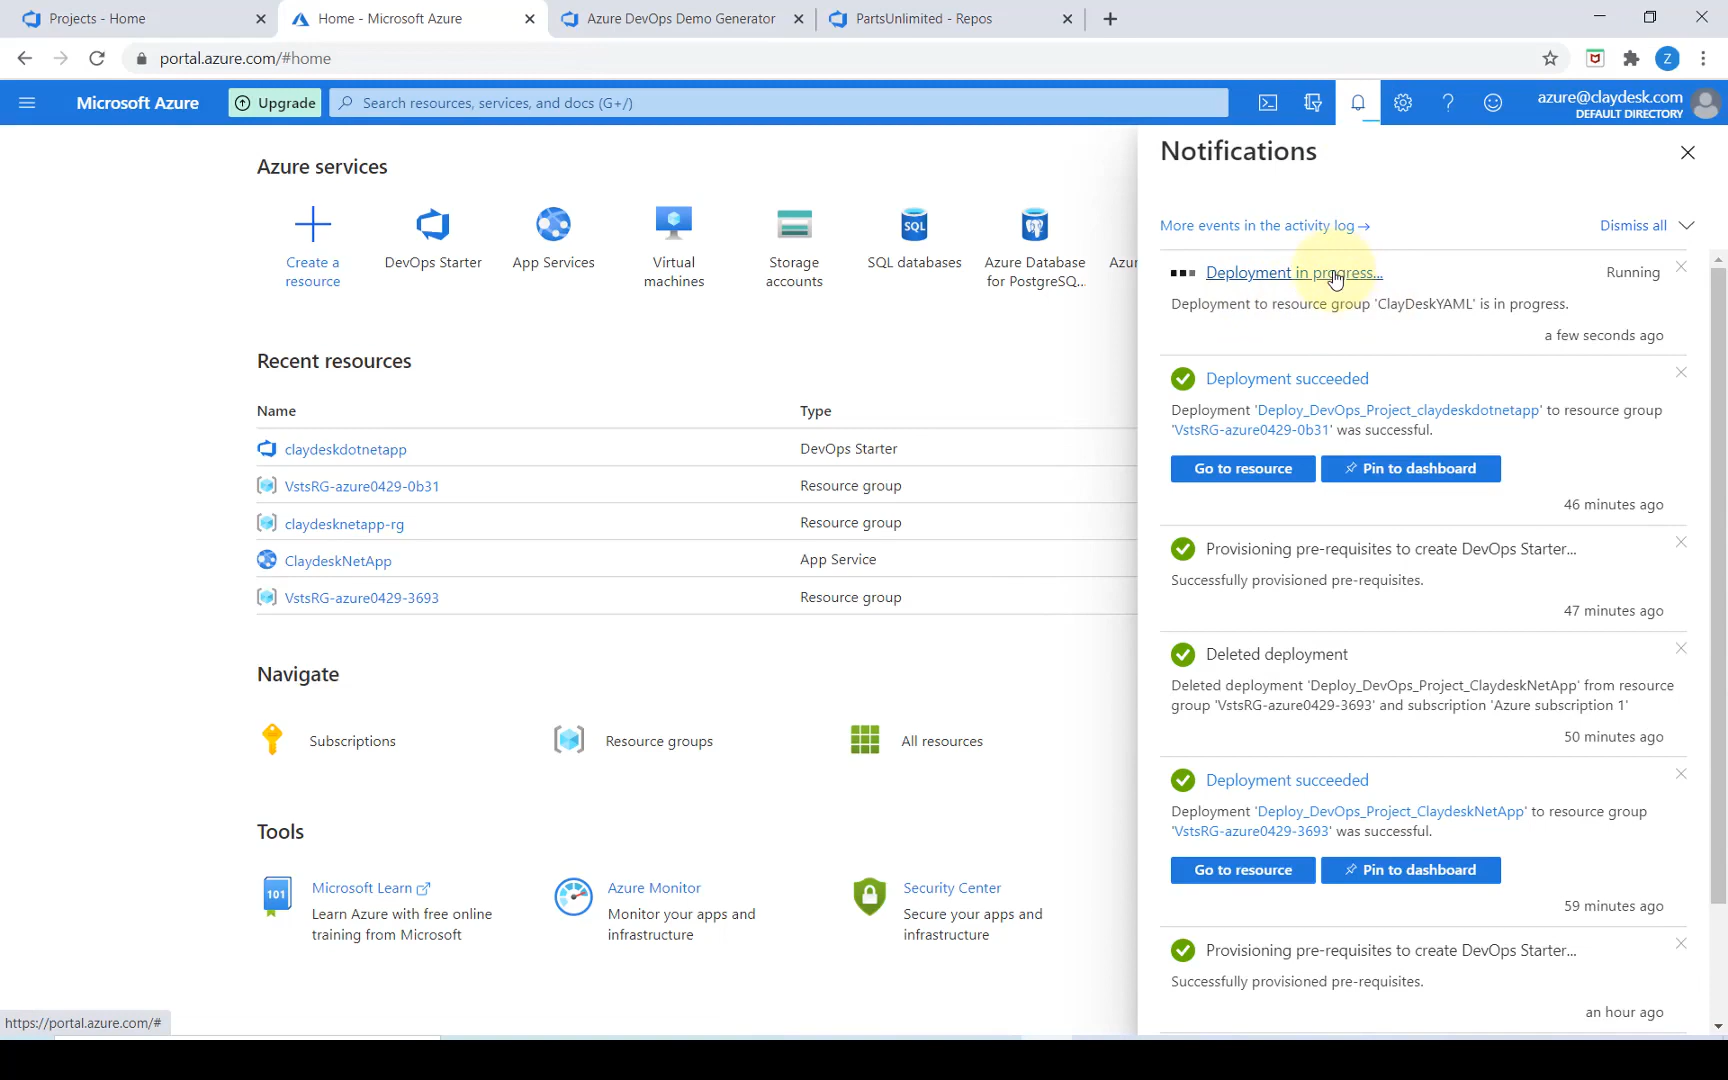 Projects - Home
Home - Microsoft Azure
Azure DevOps Demo Generator
PartsUnlimited - Repos
portal.azure.com/#home
Z
Microsoft Azure
Upgrade
Search resources, services, and docs (G+/)
azure@claydesk.com
DEFAULT DIRECTORY
Azure services
Create a
resource
DevOps Starter
App Services
Virtual
machines
Storage
accounts
SQL
SQL databases
Azure Database
for PostgreSQ...
Azur
Recent resources
Name
Type
claydeskdotnetapp
DevOps Starter
VstsRG-azure0429-0b31
Resource group
claydesknetapp-rg
Resource group
ClaydeskNetApp
App Service
VstsRG-azure0429-3693
Resource group
Navigate
Subscriptions
Resource groups
All resources
Tools
101
Microsoft Learn
Learn Azure with free online
training from Microsoft
Azure Monitor
Monitor your apps and
infrastructure
Security Center
Secure your apps and
infrastructure
https://portal.azure.com/#
Notifications
More events in the activity log →
Dismiss all
Deployment in progress...
Running
Deployment to resource group 'ClayDeskYAML' is in progress.
a few seconds ago
Deployment succeeded
Deployment 'Deploy_DevOps_Project_claydeskdotnetapp' to resource group
'VstsRG-azure0429-0b31' was successful.
Go to resource
Pin to dashboard
46 minutes ago
Provisioning pre-requisites to create DevOps Starter...
Successfully provisioned pre-requisites.
47 minutes ago
Deleted deployment
Deleted deployment 'Deploy_DevOps_Project_ClaydeskNetApp' from resource
group 'VstsRG-azure0429-3693' and subscription 'Azure subscription 1'
50 minutes ago
Deployment succeeded
Deployment 'Deploy_DevOps_Project_ClaydeskNetApp' to resource group
'VstsRG-azure0429-3693' was successful.
Go to resource
Pin to dashboard
59 minutes ago
Provisioning pre-requisites to create DevOps Starter...
Successfully provisioned pre-requisites.
an hour ago